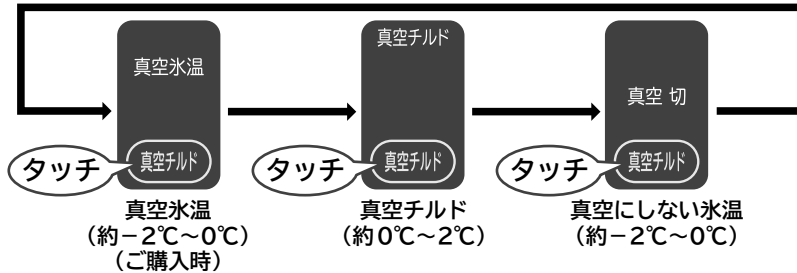 真空氷温
真空チルド
タッチ
真空氷温
（約－2℃～0℃）
（ご購入時）
真空チルド
真空チルド
タッチ
真空チルド
（約0℃～2℃）
真空 切
真空チルド
タッチ
真空にしない氷温
（約－2℃～0℃）